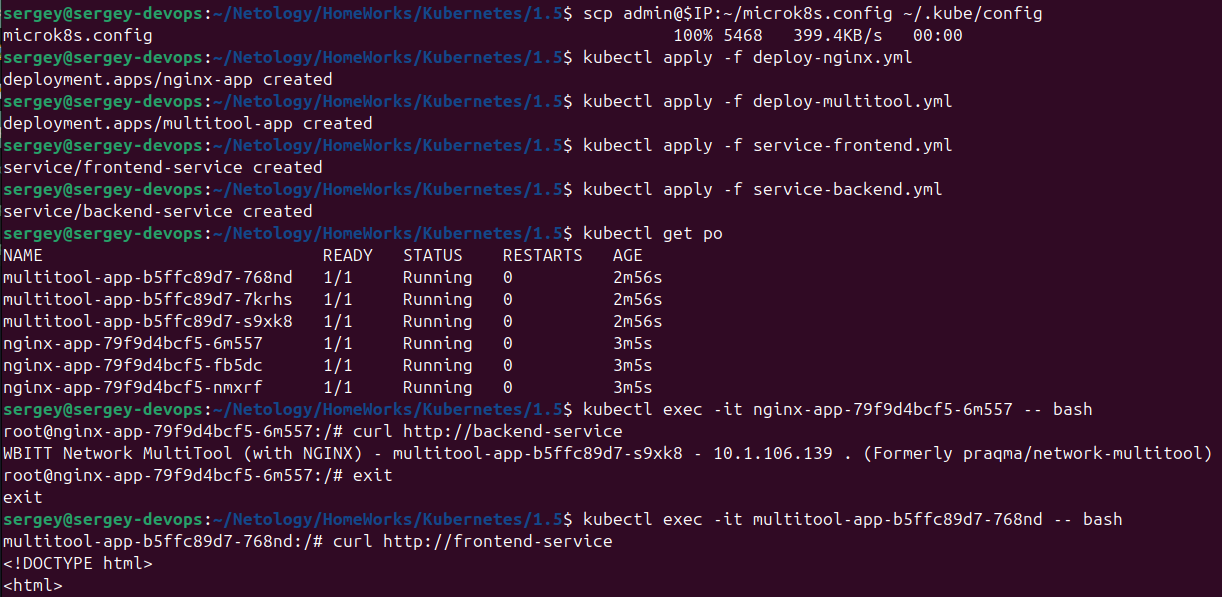 sergey@sergey-devops:~/Netology/HomeWorks/Kubernetes/1.5$ scp admin@$IP:~/microk8s.config ~/.kube/config
microk8s.config 100% 5468 399.4KB/s 00:00
sergey@sergey-devops:~/Netology/HomeWorks/Kubernetes/1.5$ kubectl apply -f deploy-nginx.yml
deployment.apps/nginx-app created
sergey@sergey-devops:~/Netology/HomeWorks/Kubernetes/1.5$ kubectl apply -f deploy-multitool.yml
deployment.apps/multitool-app created
sergey@sergey-devops:~/Netology/HomeWorks/Kubernetes/1.5$ kubectl apply -f service-frontend.yml
service/frontend-service created
sergey@sergey-devops:~/Netology/HomeWorks/Kubernetes/1.5$ kubectl apply -f service-backend.yml
service/backend-service created
sergey@sergey-devops:~/Netology/HomeWorks/Kubernetes/1.5$ kubectl get po
NAME READY STATUS RESTARTS AGE
multitool-app-b5ffc89d7-768nd 1/1 Running 0 2m56s
multitool-app-b5ffc89d7-7krhs 1/1 Running 0 2m56s
multitool-app-b5ffc89d7-s9xk8 1/1 Running 0 2m56s
nginx-app-79f9d4bcf5-6m557 1/1 Running 0 3m5s
nginx-app-79f9d4bcf5-fb5dc 1/1 Running 0 3m5s
nginx-app-79f9d4bcf5-nmxrf 1/1 Running 0 3m5s
sergey@sergey-devops:~/Netology/HomeWorks/Kubernetes/1.5$ kubectl exec -it nginx-app-79f9d4bcf5-6m557 -- bash
root@nginx-app-79f9d4bcf5-6m557:/# curl http://backend-service
WBITT Network MultiTool (with NGINX) - multitool-app-b5ffc89d7-s9xk8 - 10.1.106.139 . (Formerly praqma/network-multitool)
root@nginx-app-79f9d4bcf5-6m557:/# exit
exit
sergey@sergey-devops:~/Netology/HomeWorks/Kubernetes/1.5$ kubectl exec -it multitool-app-b5ffc89d7-768nd -- bash
multitool-app-b5ffc89d7-768nd:/# curl http://frontend-service
<!DOCTYPE html>
<html>